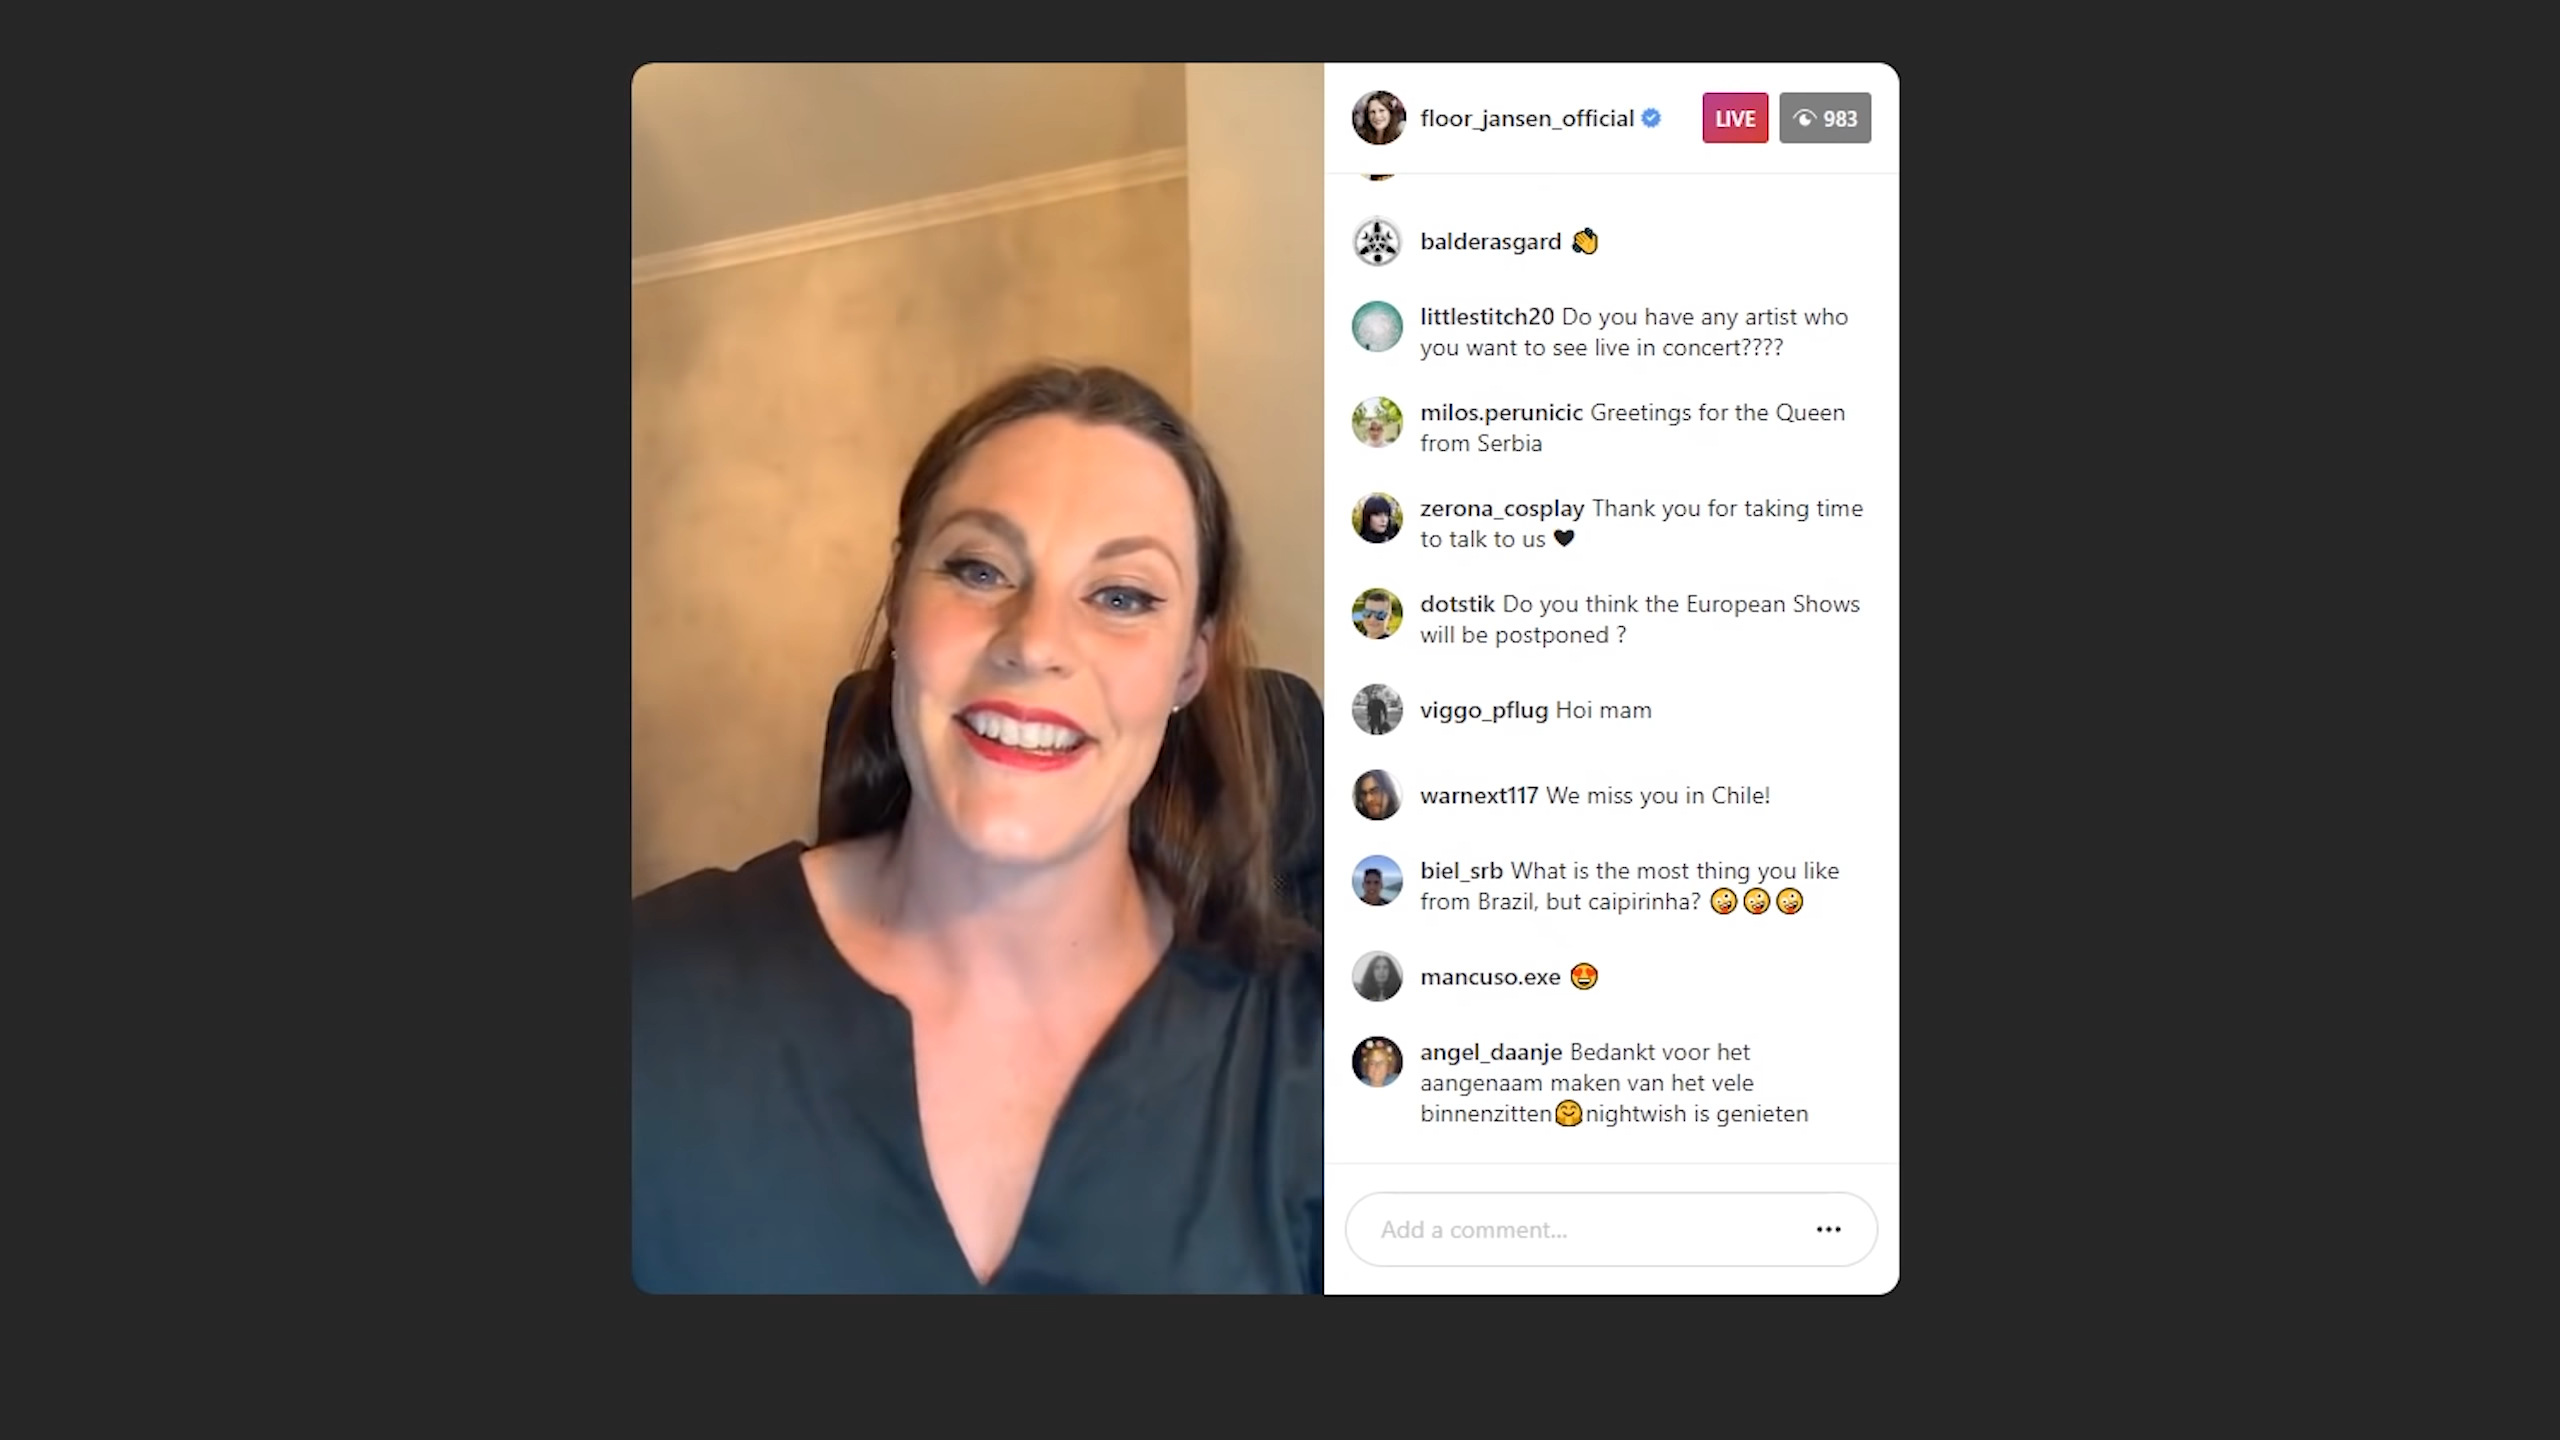 floor_jansen_official LIVE 983
balderasgard 👏
littlestitch20 Do you have any artist who
you want to see live in concert????
milos.perunicic Greetings for the Queen
from Serbia
zerona_cosplay Thank you for taking time
to talk to us 🖤
dotstik Do you think the European Shows
will be postponed ?
viggo_pflug Hoi mam
warnext117 We miss you in Chile!
biel_srb What is the most thing you like
from Brazil, but caipirinha? 🤪🤪🤪
mancuso.exe 😍
angel_daanje Bedankt voor het
aangenaam maken van het vele
binnenzitten🤗nightwish is genieten
Add a comment...